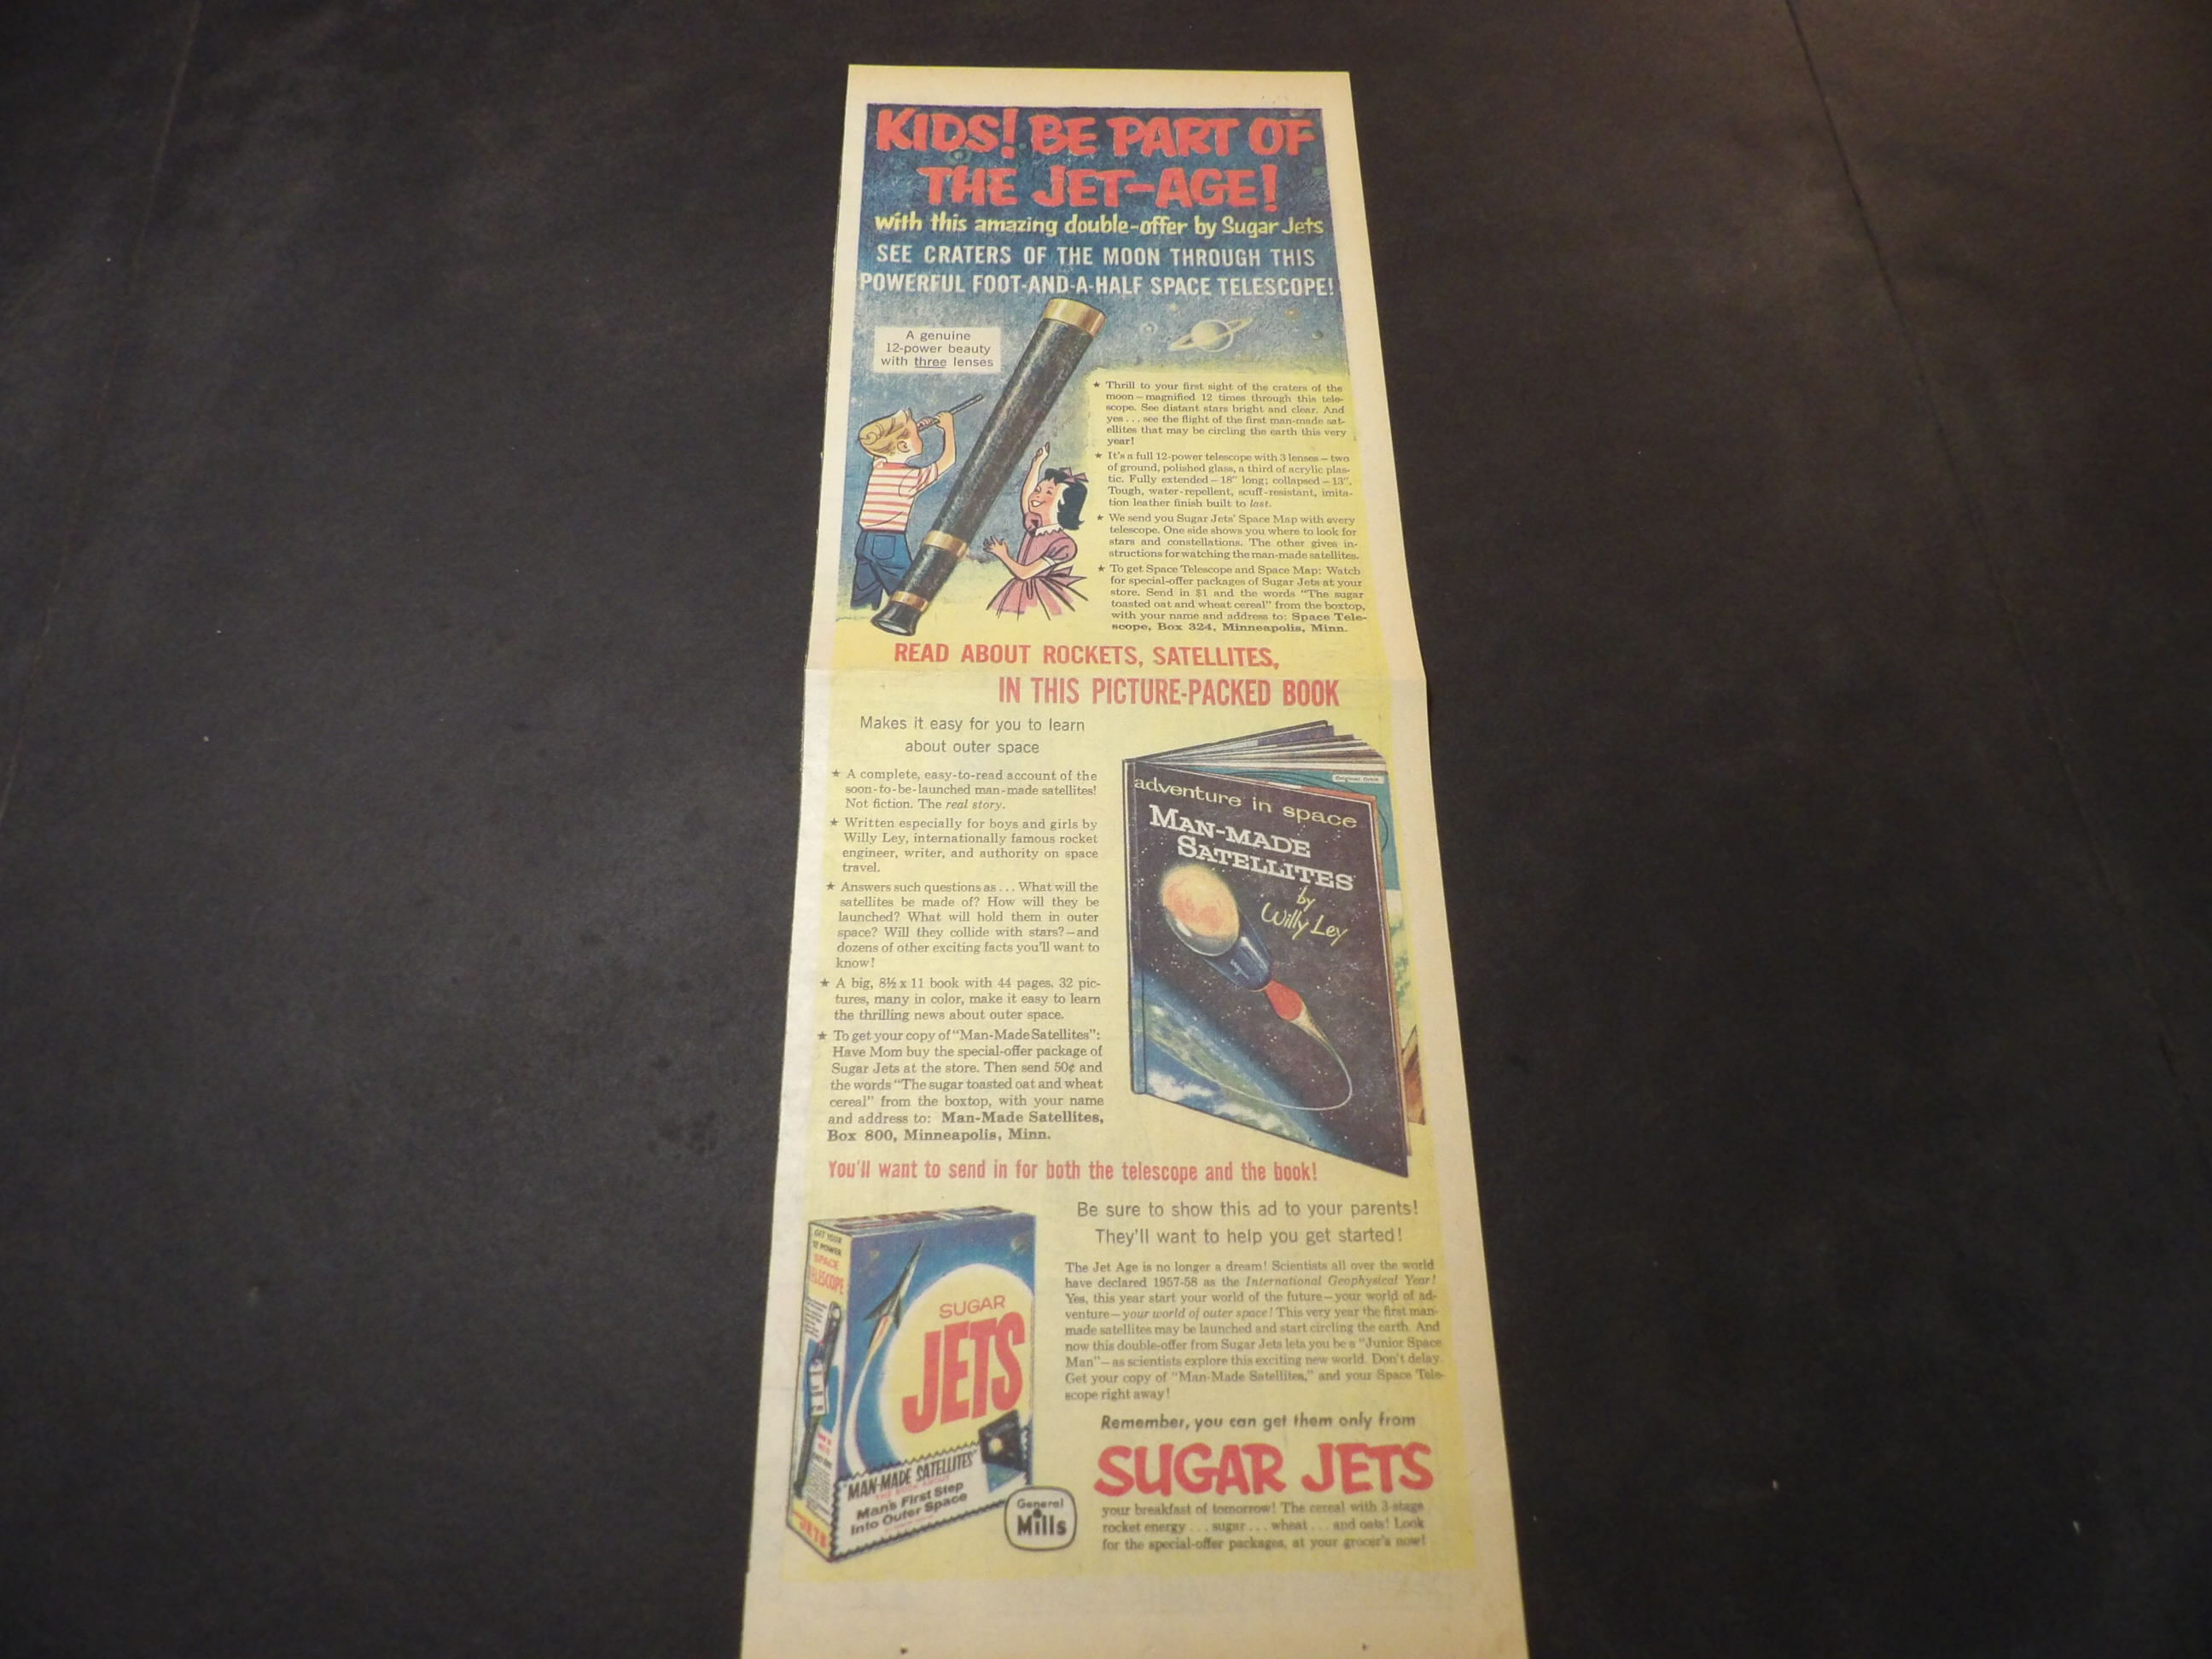 KIDS! BE PART OF
THE JET-AGE!
with this amazing double-offer by Sugar Jets
SEE CRATERS OF THE MOON THROUGH THIS
POWERFUL FOOT-AND-A-HALF SPACE TELESCOPE!
A genuine
12-power beauty
with three lenses
★ Thrill to your first sight of the craters of the
moon – magnified 12 times through this tele-
scope. See distant stars bright and clear. And
yes . . . see the flight of the first man-made sat-
ellites that may be circling the earth this very
year!
★ It's a full 12-power telescope with 3 lenses – two
of ground, polished glass, a third of acrylic plas-
tic. Fully extended – 18" long; collapsed – 13".
Tough, water-repellent, scuff-resistant, imita-
tion leather finish built to last.
★ We send you Sugar Jets' Space Map with every
telescope. One side shows you where to look for
stars and constellations. The other gives in-
structions for watching the man-made satellites.
★ To get Space Telescope and Space Map: Watch
for special-offer packages of Sugar Jets at your
store. Send in $1 and the words "The sugar
toasted oat and wheat cereal" from the boxtop,
with your name and address to: Space Tele-
scope, Box 324, Minneapolis, Minn.
READ ABOUT ROCKETS, SATELLITES,
IN THIS PICTURE-PACKED BOOK
Makes it easy for you to learn
about outer space
★ A complete, easy-to-read account of the
soon-to-be-launched man-made satellites!
Not fiction. The real story.
★ Written especially for boys and girls by
Willy Ley, internationally famous rocket
engineer, writer, and authority on space
travel.
★ Answers such questions as . . . What will the
satellites be made of? How will they be
launched? What will hold them in outer
space? Will they collide with stars?—and
dozens of other exciting facts you'll want to
know!
★ A big, 8½ x 11 book with 44 pages. 32 pic-
tures, many in color, make it easy to learn
the thrilling news about outer space.
★ To get your copy of "Man-Made Satellites":
Have Mom buy the special-offer package of
Sugar Jets at the store. Then send 50¢ and
the words "The sugar toasted oat and wheat
cereal" from the boxtop, with your name
and address to: Man-Made Satellites,
Box 800, Minneapolis, Minn.
Original Orbit
adventure in space
MAN-MADE
SATELLITES
by
Willy Ley
You'll want to send in for both the telescope and the book!
Be sure to show this ad to your parents!
They'll want to help you get started!
The Jet Age is no longer a dream! Scientists all over the world
have declared 1957-58 as the International Geophysical Year!
Yes, this year start your world of the future—your world of ad-
venture—your world of outer space! This very year the first man-
made satellites may be launched and start circling the earth. And
now this double-offer from Sugar Jets lets you be a "Junior Space
Man"—as scientists explore this exciting new world. Don't delay.
Get your copy of "Man-Made Satellites," and your Space Tele-
scope right away!
Remember, you can get them only from
SUGAR JETS
your breakfast of tomorrow! The cereal with 3-stage
rocket energy . . . sugar . . . wheat . . . and oats! Look
for the special-offer packages, at your grocer's now!
GET YOUR
12 POWER
SPACE
TELESCOPE
JETS
SUGAR
JETS
MAN-MADE SATELLITES
Man's First Step
Into Outer Space
General
Mills